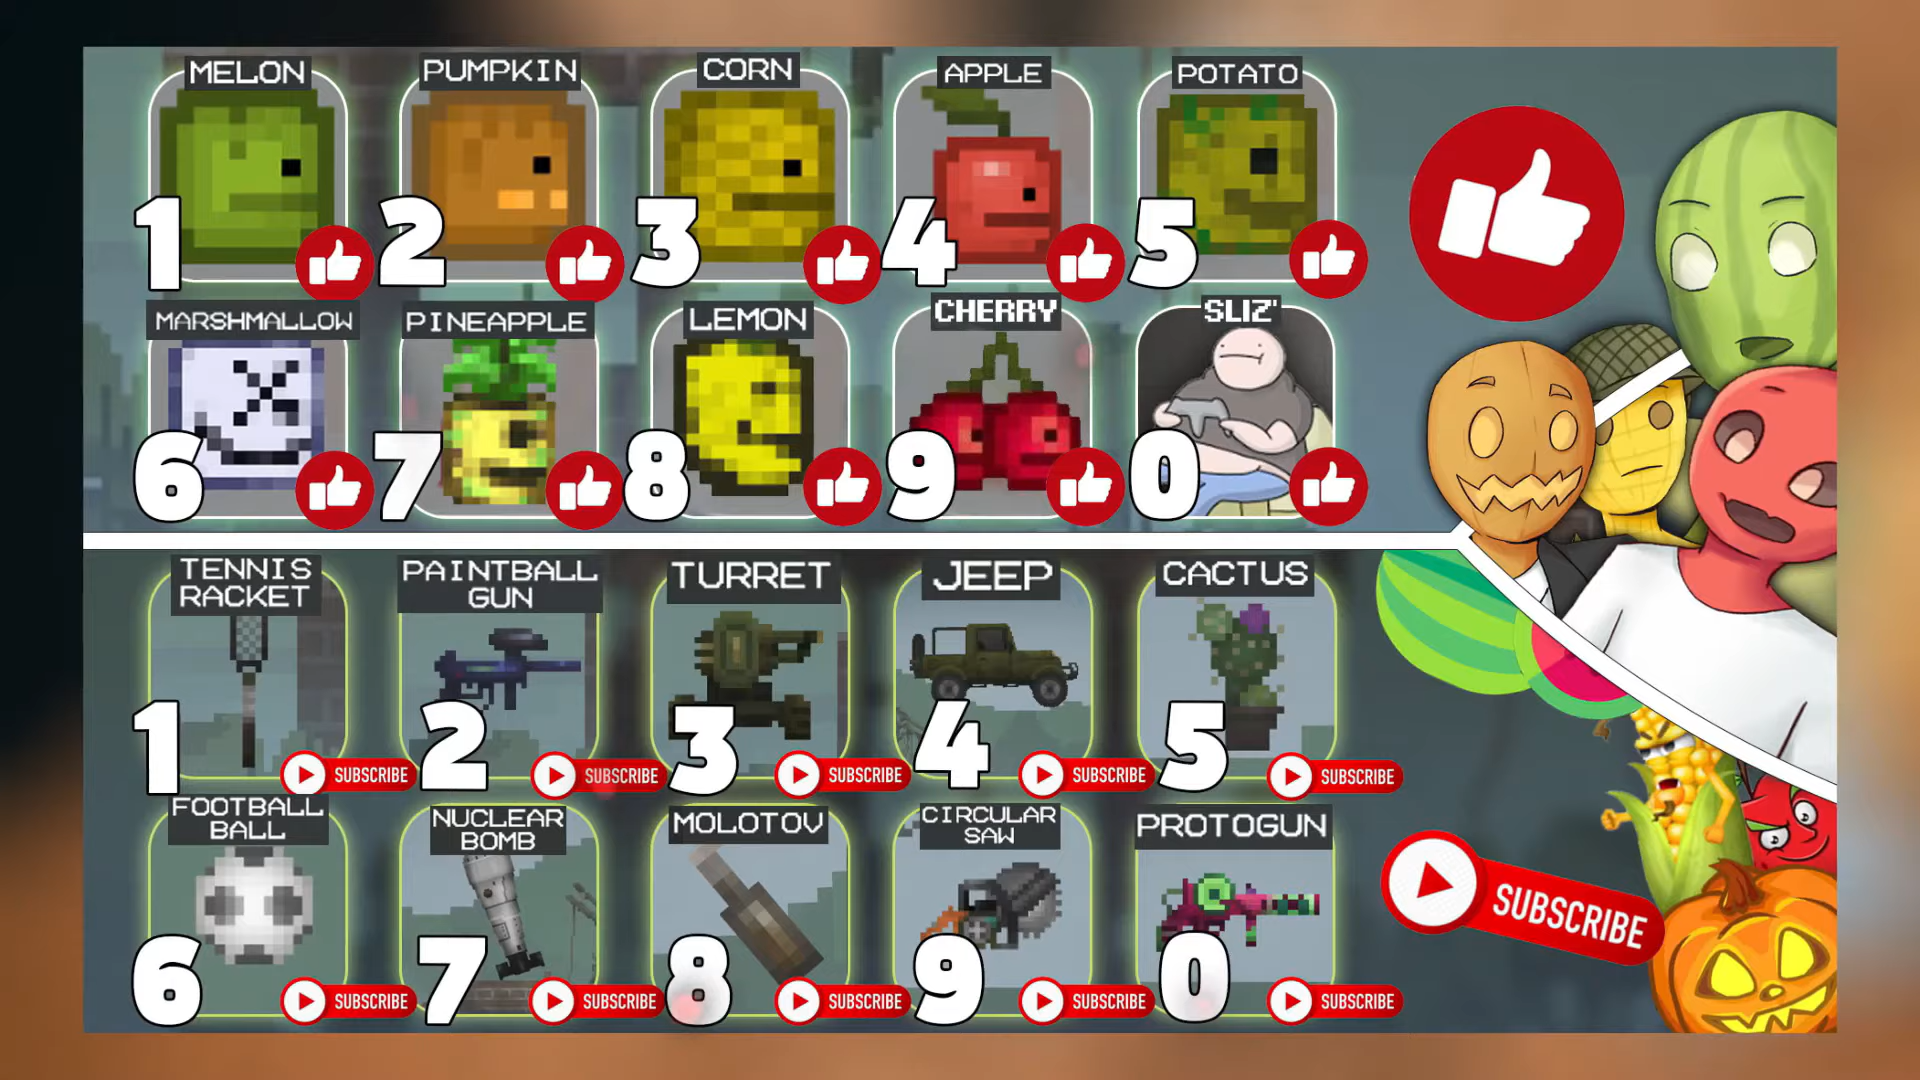 MELON
PUMPKIN
CORN
APPLE
POTATO
1
2
3
4
5
MARSHMALLOW
PINEAPPLE
LEMON
CHERRY
SLIZ'
6
7
8
9
0
TENNIS
RACKET
PAINTBALL
GUN
TURRET
JEEP
CACTUS
1
2
3
4
5
SUBSCRIBE
SUBSCRIBE
SUBSCRIBE
SUBSCRIBE
SUBSCRIBE
FOOTBALL
BALL
NUCLEAR
BOMB
MOLOTOV
CIRCULAR
SAW
PROTOGUN
6
7
8
9
0
SUBSCRIBE
SUBSCRIBE
SUBSCRIBE
SUBSCRIBE
SUBSCRIBE
SUBSCRIBE